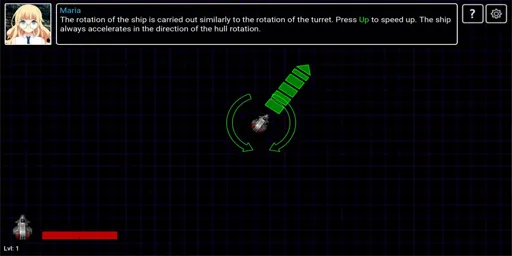 Maria
The rotation of the ship is carried out similarly to the rotation of the turret. Press Up to speed up. The ship
always accelerates in the direction of the hull rotation.
?
Lvl: 1